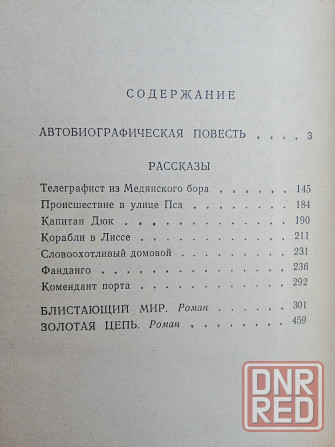 СОДЕРЖАНИЕ
АВТОБИОГРАФИЧЕСКАЯ ПОВЕСТЬ . . . . 3
РАССКАЗЫ
Телеграфист из Медянского бора . . . . . . 145
Происшествие в улице Пса . . . . . . . 184
Капитан Дюк . . . . . . . . . . 190
Корабли в Лиссе . . . . . . . . . 211
Словоохотливый домовой . . . . . . . 231
Фанданго . . . . . . . . . . . 236
Комендант порта . . . . . . . . . 292
БЛИСТАЮЩИЙ МИР. Роман . . . . . . 301
ЗОЛОТАЯ ЦЕПЬ. Роман . . . . . . . 459
DNR
RED